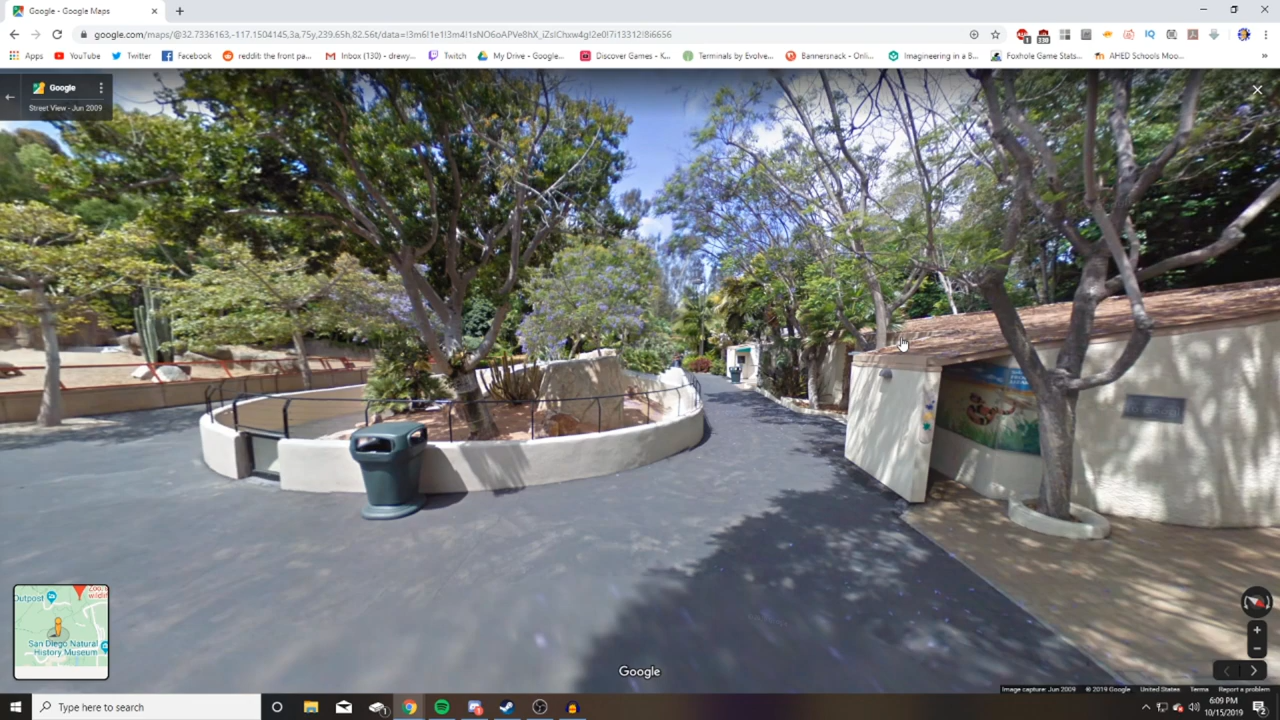 Google - Google Maps
google.com/maps/@32.7336163,-117.1504145,3a,75y,239.65h,82.56t/data=!3m6!1e1!3m4!1sNO6oAPVe8hX_iZsIChxw4g!2e0!7i13312!8i6656
Apps YouTube Twitter Facebook reddit: the front pa... Inbox (130) - drewy... Twitch My Drive - Google... Discover Games - K... Terminals by Evolve... Bannersnack - Onli... Imagineering in a B... Foxhole Game Stats... AHED Schools Moo... »
Google
Street View - Jun 2009
Outpost
San Diego Natural
History Museum
Google
Image capture: Jun 2009 © 2019 Google United States Terms Report a problem
Type here to search
6:09 PM
10/15/2019